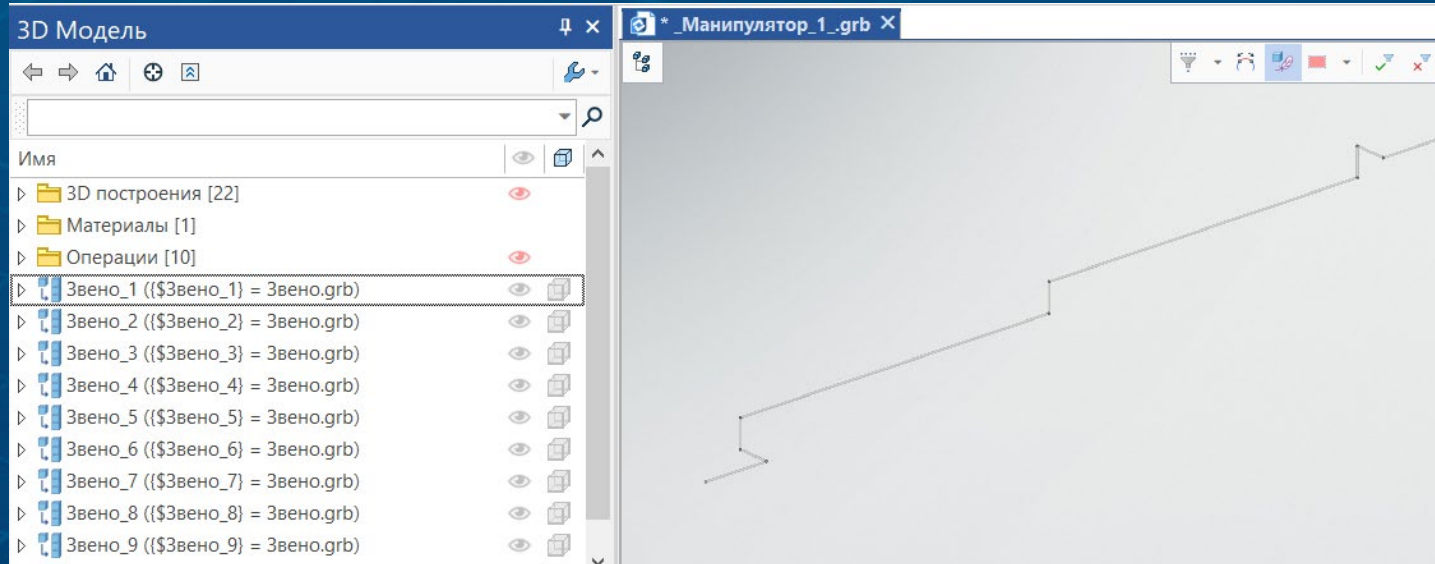 3D Модель
* _Манипулятор_1_.grb
Имя
3D построения [22]
Материалы [1]
Операции [10]
Звено_1 ({$Звено_1} = Звено.grb)
Звено_2 ({$Звено_2} = Звено.grb)
Звено_3 ({$Звено_3} = Звено.grb)
Звено_4 ({$Звено_4} = Звено.grb)
Звено_5 ({$Звено_5} = Звено.grb)
Звено_6 ({$Звено_6} = Звено.grb)
Звено_7 ({$Звено_7} = Звено.grb)
Звено_8 ({$Звено_8} = Звено.grb)
Звено_9 ({$Звено_9} = Звено.grb)